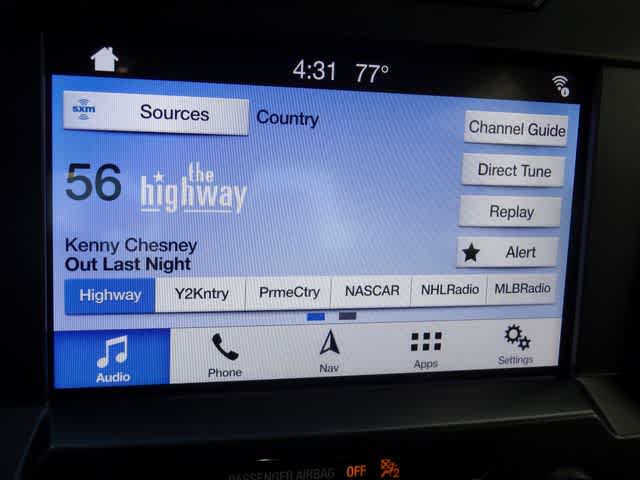 4:31 77°
sxm Sources
Country
Channel Guide
56 the highway
Direct Tune
Replay
Kenny Chesney
Out Last Night
Alert
Highway Y2Kntry PrmeCtry NASCAR NHLRadio MLBRadio
Audio Phone Nav Apps Settings
PASSENGER AIRBAG OFF